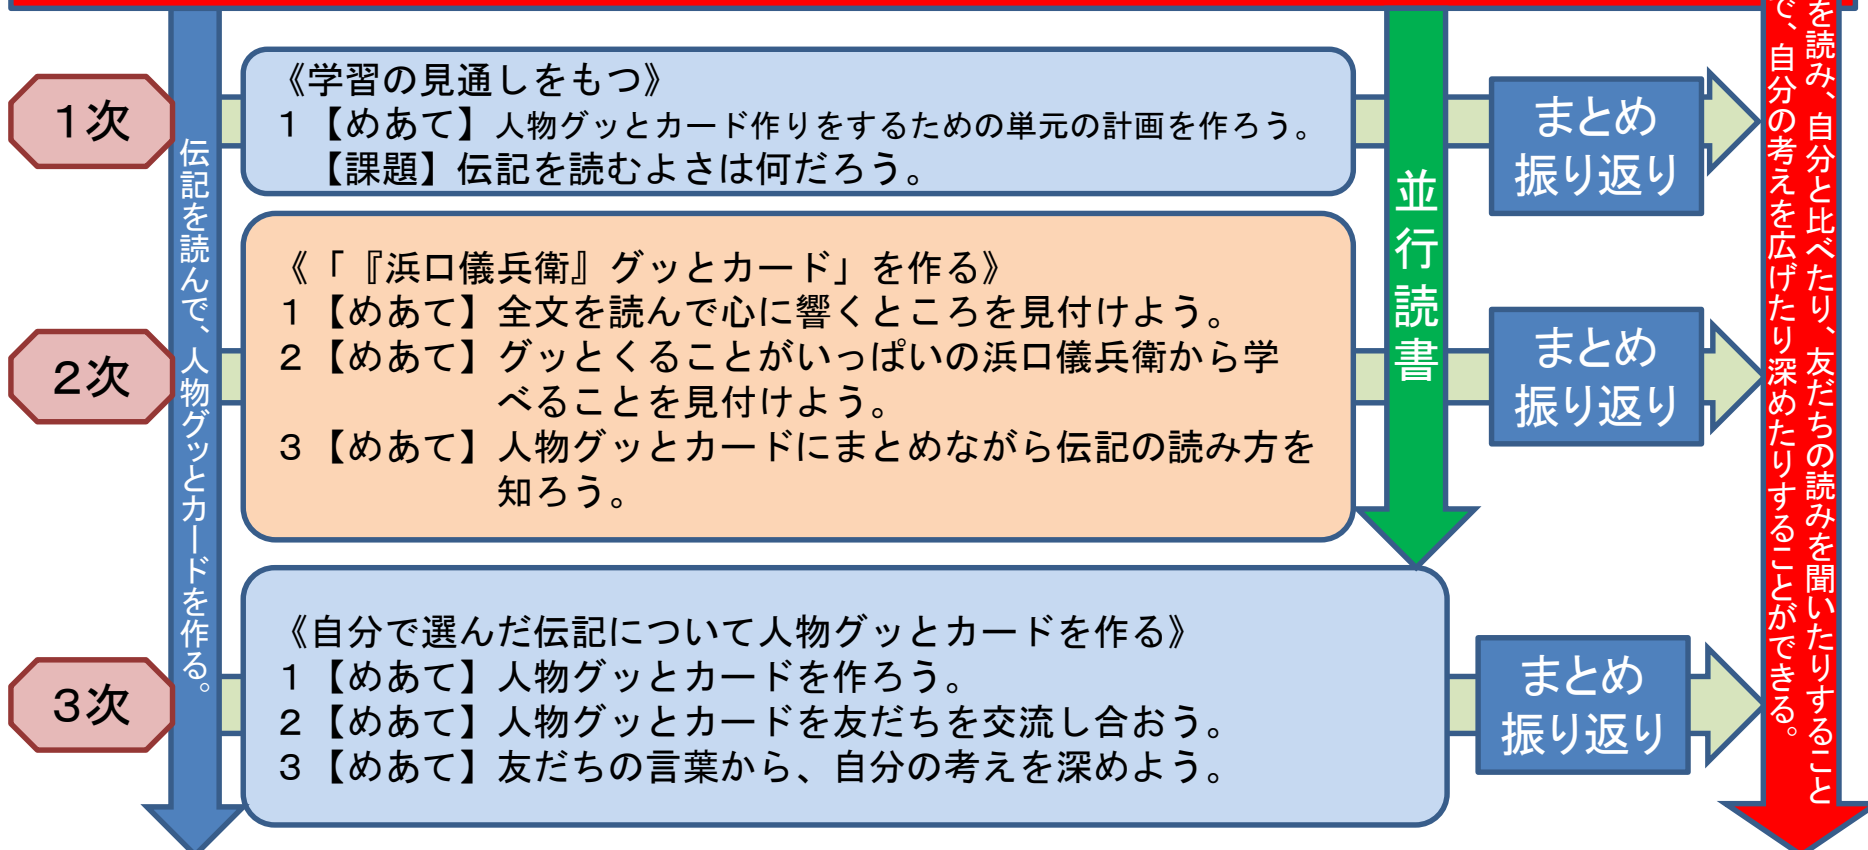 1次
伝記を読んで、人物グッとカードを作る。
《学習の見通しをもつ》
1 【めあて】人物グッとカード作りをするための単元の計画を作ろう。
【課題】伝記を読むよさは何だろう。
並行読書
まとめ
振り返り
2次
《「『浜口儀兵衛』グッとカード」を作る》
1 【めあて】全文を読んで心に響くところを見付けよう。
2 【めあて】グッとくることがいっぱいの浜口儀兵衛から学
べることを見付けよう。
3 【めあて】人物グッとカードにまとめながら伝記の読み方を
知ろう。
まとめ
振り返り
3次
《自分で選んだ伝記について人物グッとカードを作る》
1 【めあて】人物グッとカードを作ろう。
2 【めあて】人物グッとカードを友だちを交流し合おう。
3 【めあて】友だちの言葉から、自分の考えを深めよう。
まとめ
振り返り
を読み、自分と比べたり、友だちの読みを聞いたりすること
で、自分の考えを広げたり深めたりすることができる。